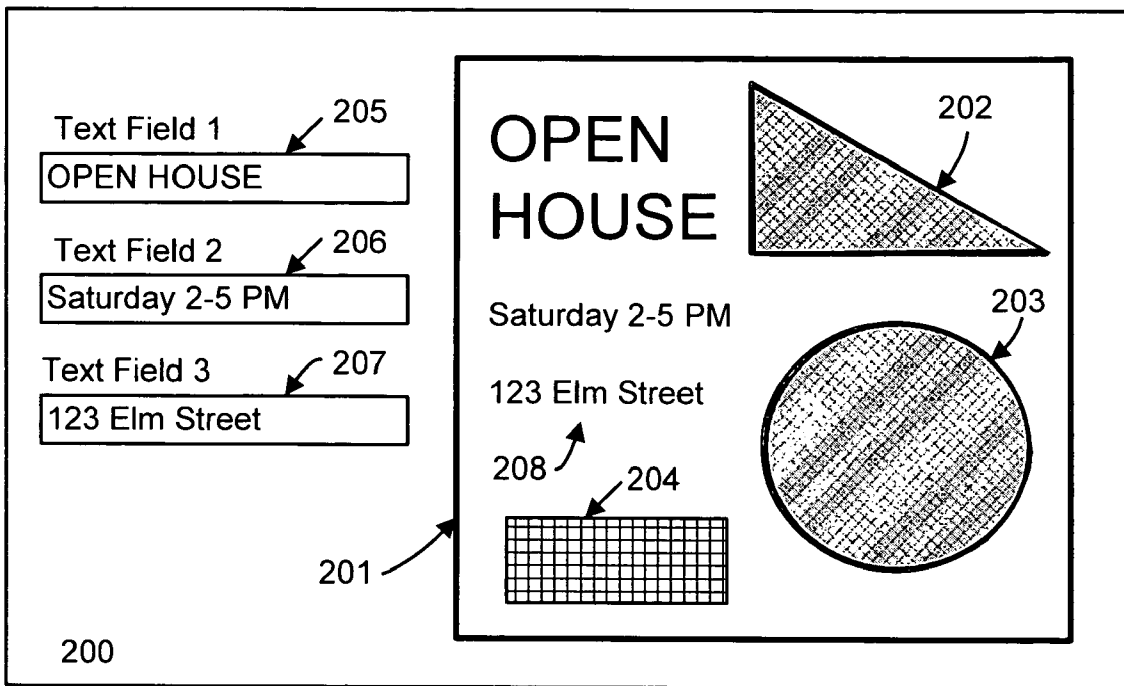 Text Field 1
205
OPEN HOUSE
Text Field 2
206
Saturday 2-5 PM
Text Field 3
207
123 Elm Street
OPEN
HOUSE
202
Saturday 2-5 PM
203
123 Elm Street
208
204
201
200